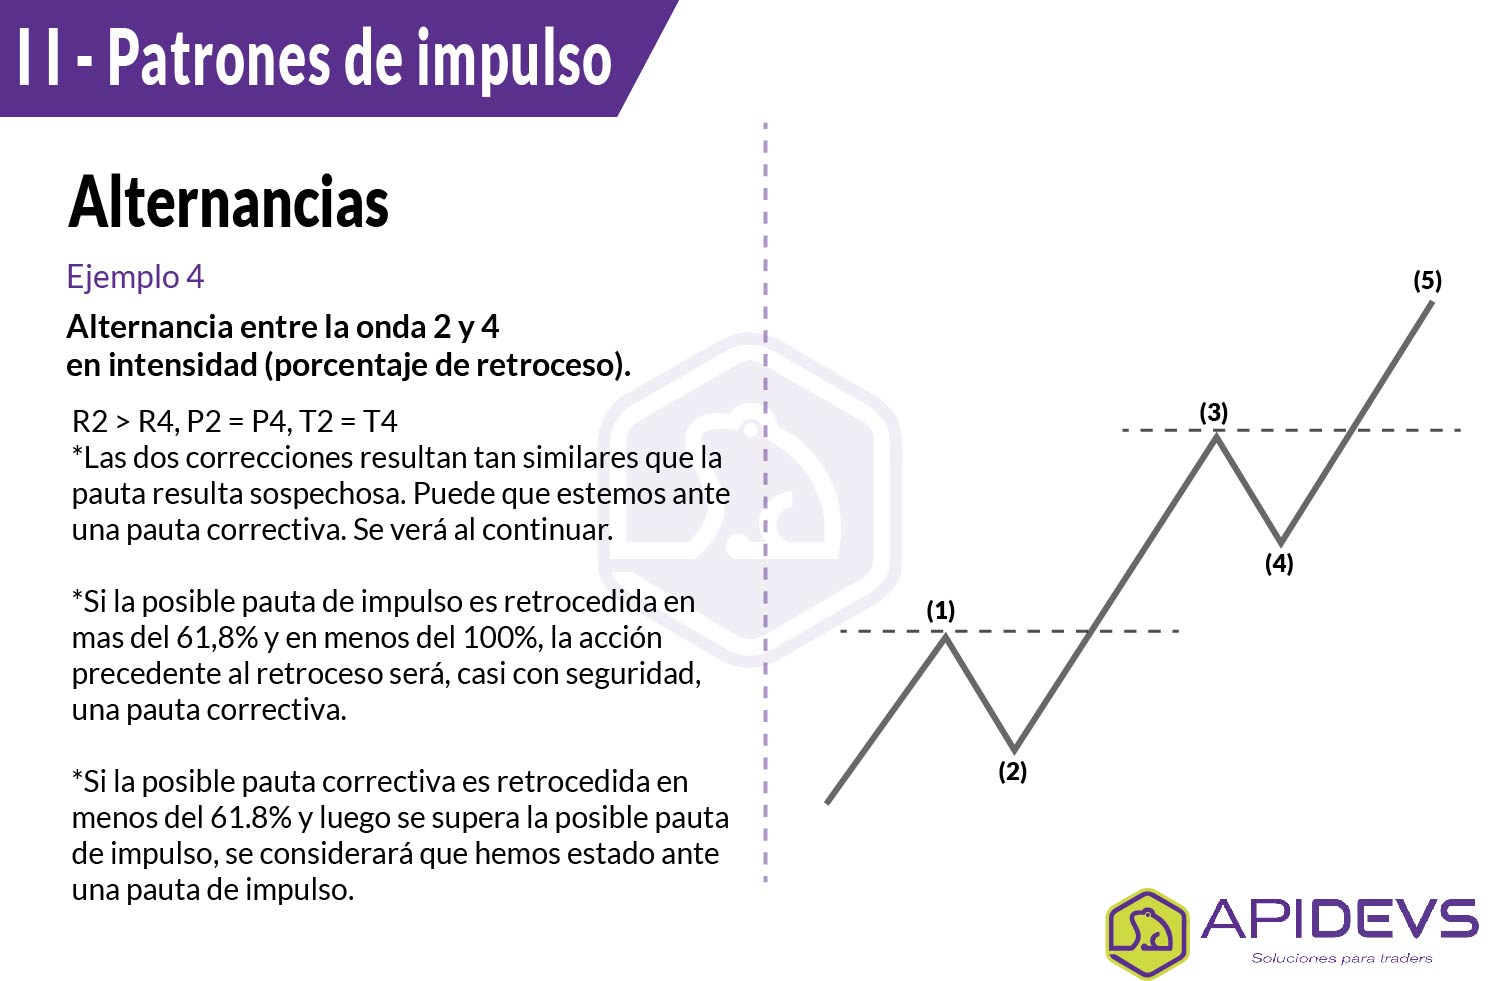 I I - Patrones de impulso
Alternancias
Ejemplo 4
Alternancia entre la onda 2 y 4
en intensidad (porcentaje de retroceso).
R2 > R4, P2 = P4, T2 = T4
*Las dos correcciones resultan tan similares que la
pauta resulta sospechosa. Puede que estemos ante
una pauta correctiva. Se verá al continuar.
*Si la posible pauta de impulso es retrocedida en
mas del 61,8% y en menos del 100%, la acción
precedente al retroceso será, casi con seguridad,
una pauta correctiva.
*Si la posible pauta correctiva es retrocedida en
menos del 61.8% y luego se supera la posible pauta
de impulso, se considerará que hemos estado ante
una pauta de impulso.
(5)
(3)
(4)
(1)
(2)
APIDEVS
Soluciones para traders